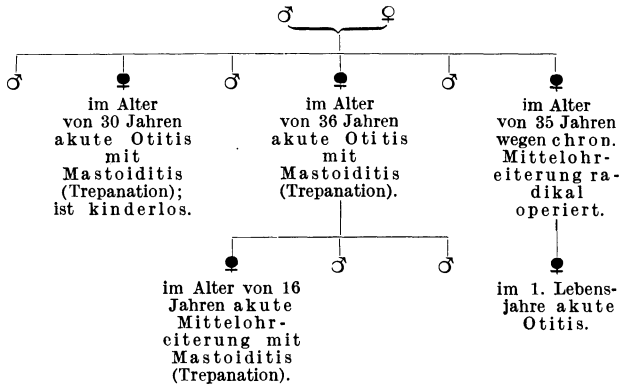 im Alter
von 30 Jahren
akute Otitis
mit
Mastoiditis
(Trepanation);
ist kinderlos.
im Alter
von 36 Jahren
akute Otitis
mit
Mastoiditis
(Trepanation).
im Alter
von 35 Jahren
wegen chron.
Mittelohr-
eiterung ra-
dikal
operiert.
im Alter von 16
Jahren akute
Mittelohr-
citerung mit
Mastoiditis
(Trepanation).
im 1. Lebens-
jahre akute
Otitis.